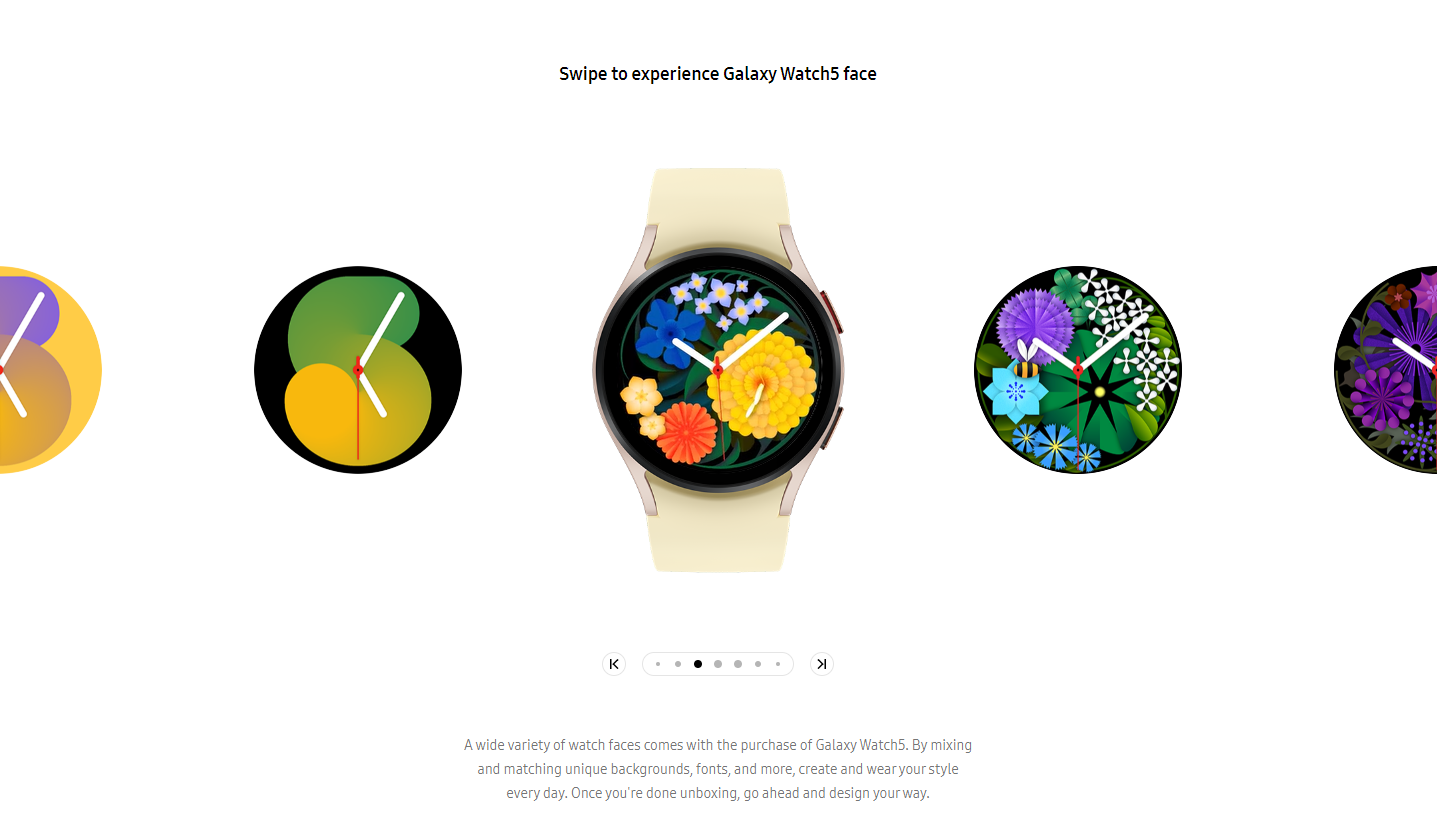 Swipe to experience Galaxy Watch5 face
A wide variety of watch faces comes with the purchase of Galaxy Watch5. By mixing
and matching unique backgrounds, fonts, and more, create and wear your style
every day. Once you're done unboxing, go ahead and design your way.